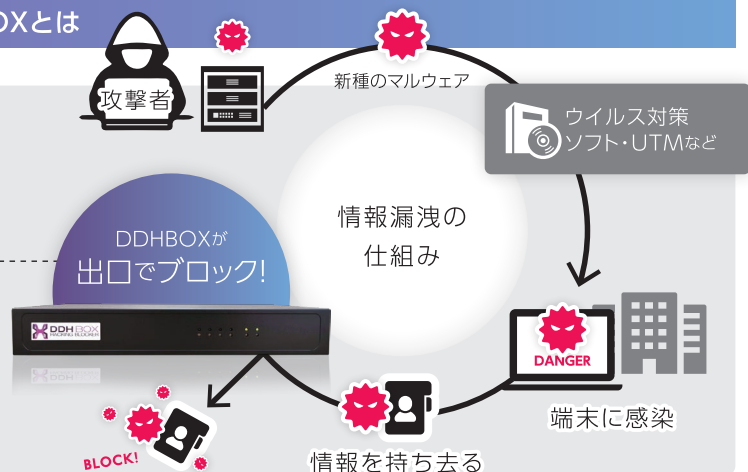 OXとは
攻撃者
新種のマルウェア
ウイルス対策
ソフト・UTMなど
情報漏洩の
仕組み
DDHBOXが
出口でブロック!
DDH BOX
HACKING BLOCKER
DANGER
端末に感染
BLOCK!
情報を持ち去る